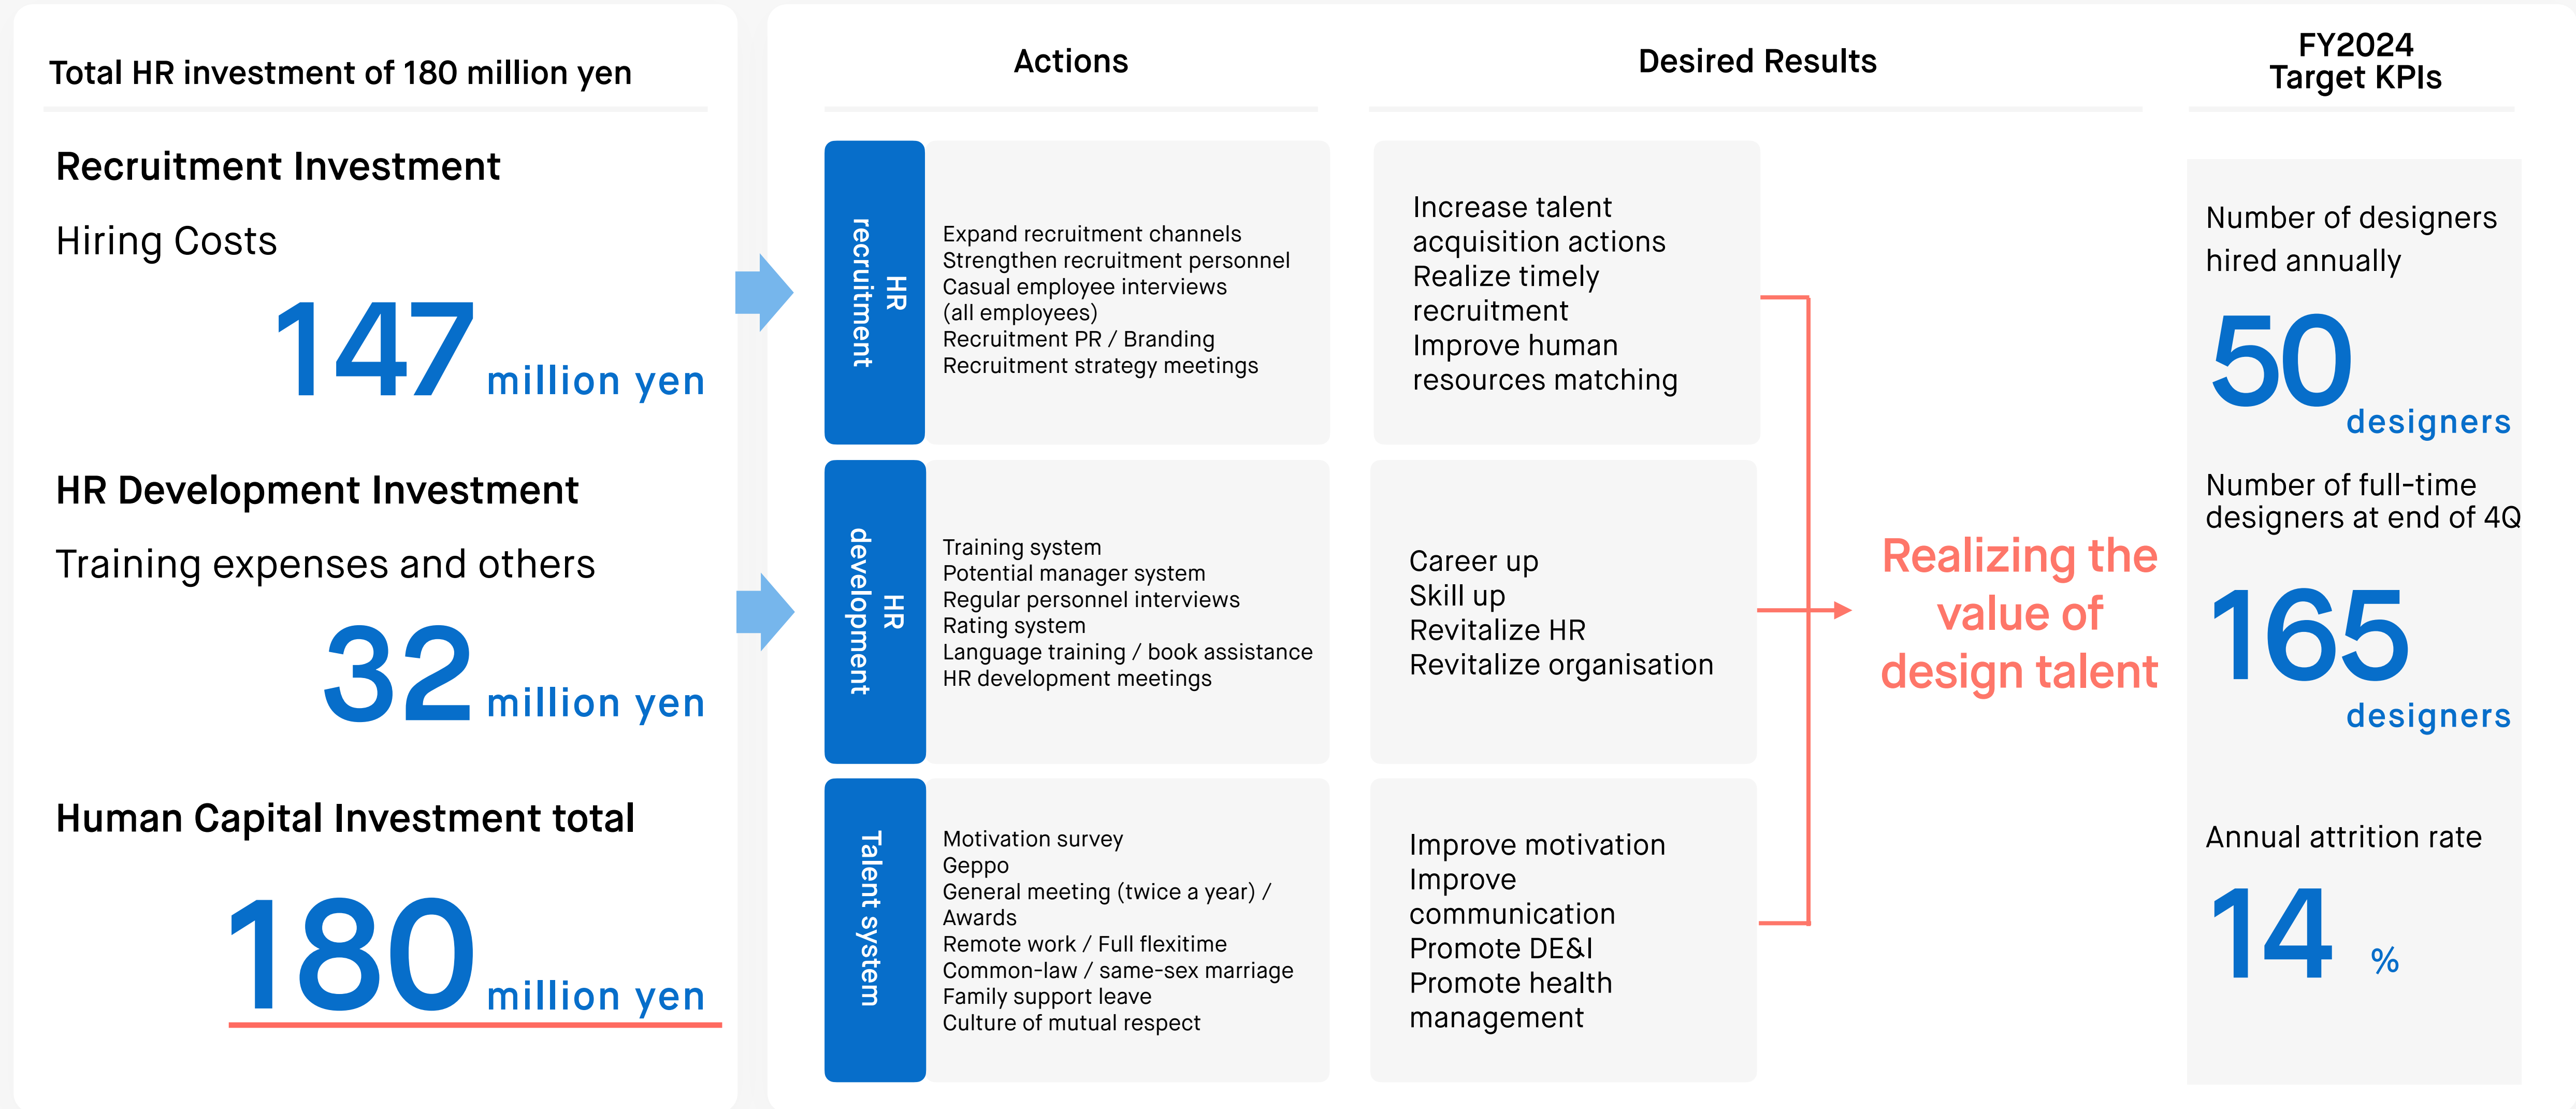 Total HR investment of 180 million yen
Recruitment Investment
Hiring Costs
147 million yen
HR Development Investment
Training expenses and others
32 million yen
Human Capital Investment total
180 million yen
Actions
Desired Results
FY2024
Target KPIs
HR
recruitment
Expand recruitment channels
Strengthen recruitment personnel
Casual employee interviews
(all employees)
Recruitment PR / Branding
Recruitment strategy meetings
Increase talent
acquisition actions
Realize timely
recruitment
Improve human
resources matching
HR
development
Training system
Potential manager system
Regular personnel interviews
Rating system
Language training / book assistance
HR development meetings
Career up
Skill up
Revitalize HR
Revitalize organisation
Talent system
Motivation survey
Geppo
General meeting (twice a year) /
Awards
Remote work / Full flexitime
Common-law / same-sex marriage
Family support leave
Culture of mutual respect
Improve motivation
Improve
communication
Promote DE&I
Promote health
management
Realizing the
value of
design talent
Number of designers
hired annually
50
designers
Number of full-time
designers at end of 4Q
165
designers
Annual attrition rate
14 %